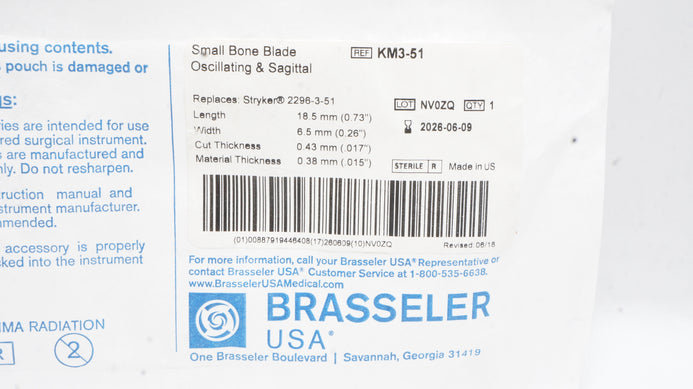 using contents.
pouch is damaged or
s:
ries are intended for use
red surgical instrument.
s are manufactured and
nly. Do not resharpen.
ruction manual and
strument manufacturer.
mmended.
accessory is properly
ked into the instrument
MA RADIATION
R
2
Small Bone Blade
Oscillating & Sagittal
REF KM3-51
Replaces: Stryker® 2296-3-51
Length 18.5 mm (0.73")
Width 6.5 mm (0.26")
Cut Thickness 0.43 mm (.017")
Material Thickness 0.38 mm (.015")
LOT NV0ZQ QTY 1
2026-06-09
STERILE R Made in US
(01)00887919446408(17)260609(10)NV0ZQ
Revised: 06/18
For more information, call your Brasseler USA® Representative or
contact Brasseler USA® Customer Service at 1-800-535-6638.
www.BrasselerUSAMedical.com
BRASSELER
USA®
One Brasseler Boulevard | Savannah, Georgia 31419